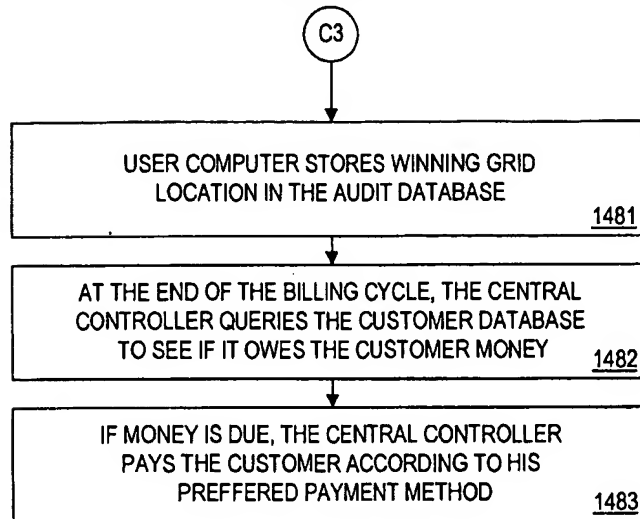 C3
USER COMPUTER STORES WINNING GRID
LOCATION IN THE AUDIT DATABASE
1481
AT THE END OF THE BILLING CYCLE, THE CENTRAL
CONTROLLER QUERIES THE CUSTOMER DATABASE
TO SEE IF IT OWES THE CUSTOMER MONEY
1482
IF MONEY IS DUE, THE CENTRAL CONTROLLER
PAYS THE CUSTOMER ACCORDING TO HIS
PREFFERED PAYMENT METHOD
1483